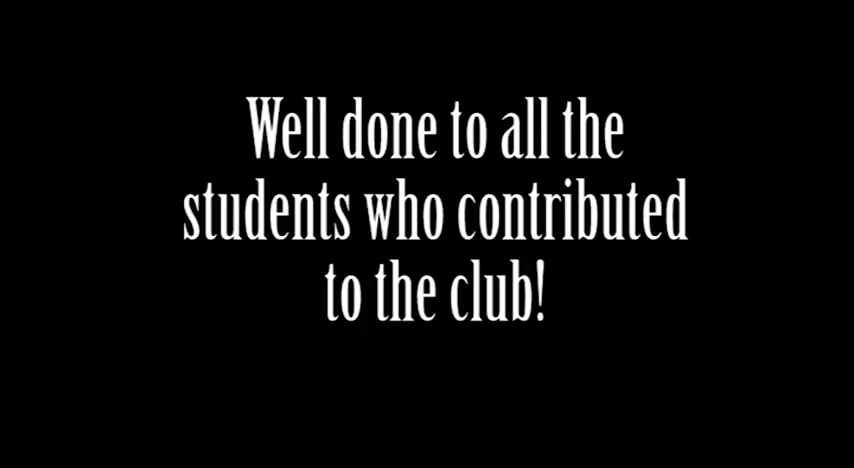 Well done to all the
students who contributed
to the club!